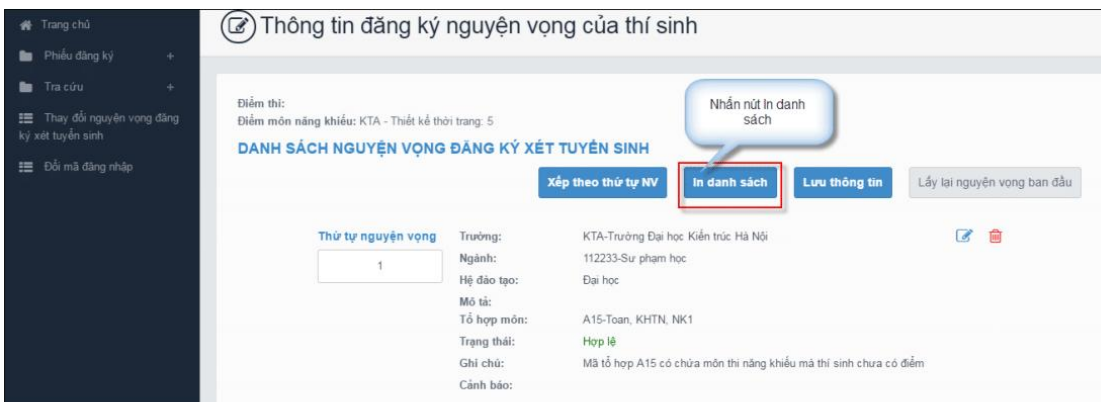 Trang chủ
Thông tin đăng ký nguyện vọng của thí sinh
Phiếu đăng ký +
Tra cứu +
Thay đổi nguyện vọng đăng
ký xét tuyển sinh
Đổi mã đăng nhập
Điểm thi:
Điểm môn năng khiếu: KTA - Thiết kế thời trang: 5
Nhấn nút In danh
sách
DANH SÁCH NGUYỆN VỌNG ĐĂNG KÝ XÉT TUYỂN SINH
Xếp theo thứ tự NV In danh sách Lưu thông tin Lấy lại nguyện vọng ban đầu
Thứ tự nguyện vọng
1
Trường: KTA-Trường Đại học Kiến trúc Hà Nội
Ngành: 112233-Sư phạm học
Hệ đào tạo: Đại học
Mô tả:
Tổ hợp môn: A15-Toan, KHTN, NK1
Trạng thái: Hợp lệ
Ghi chú: Mã tổ hợp A15 có chứa môn thi năng khiếu mà thí sinh chưa có điểm
Cảnh báo: